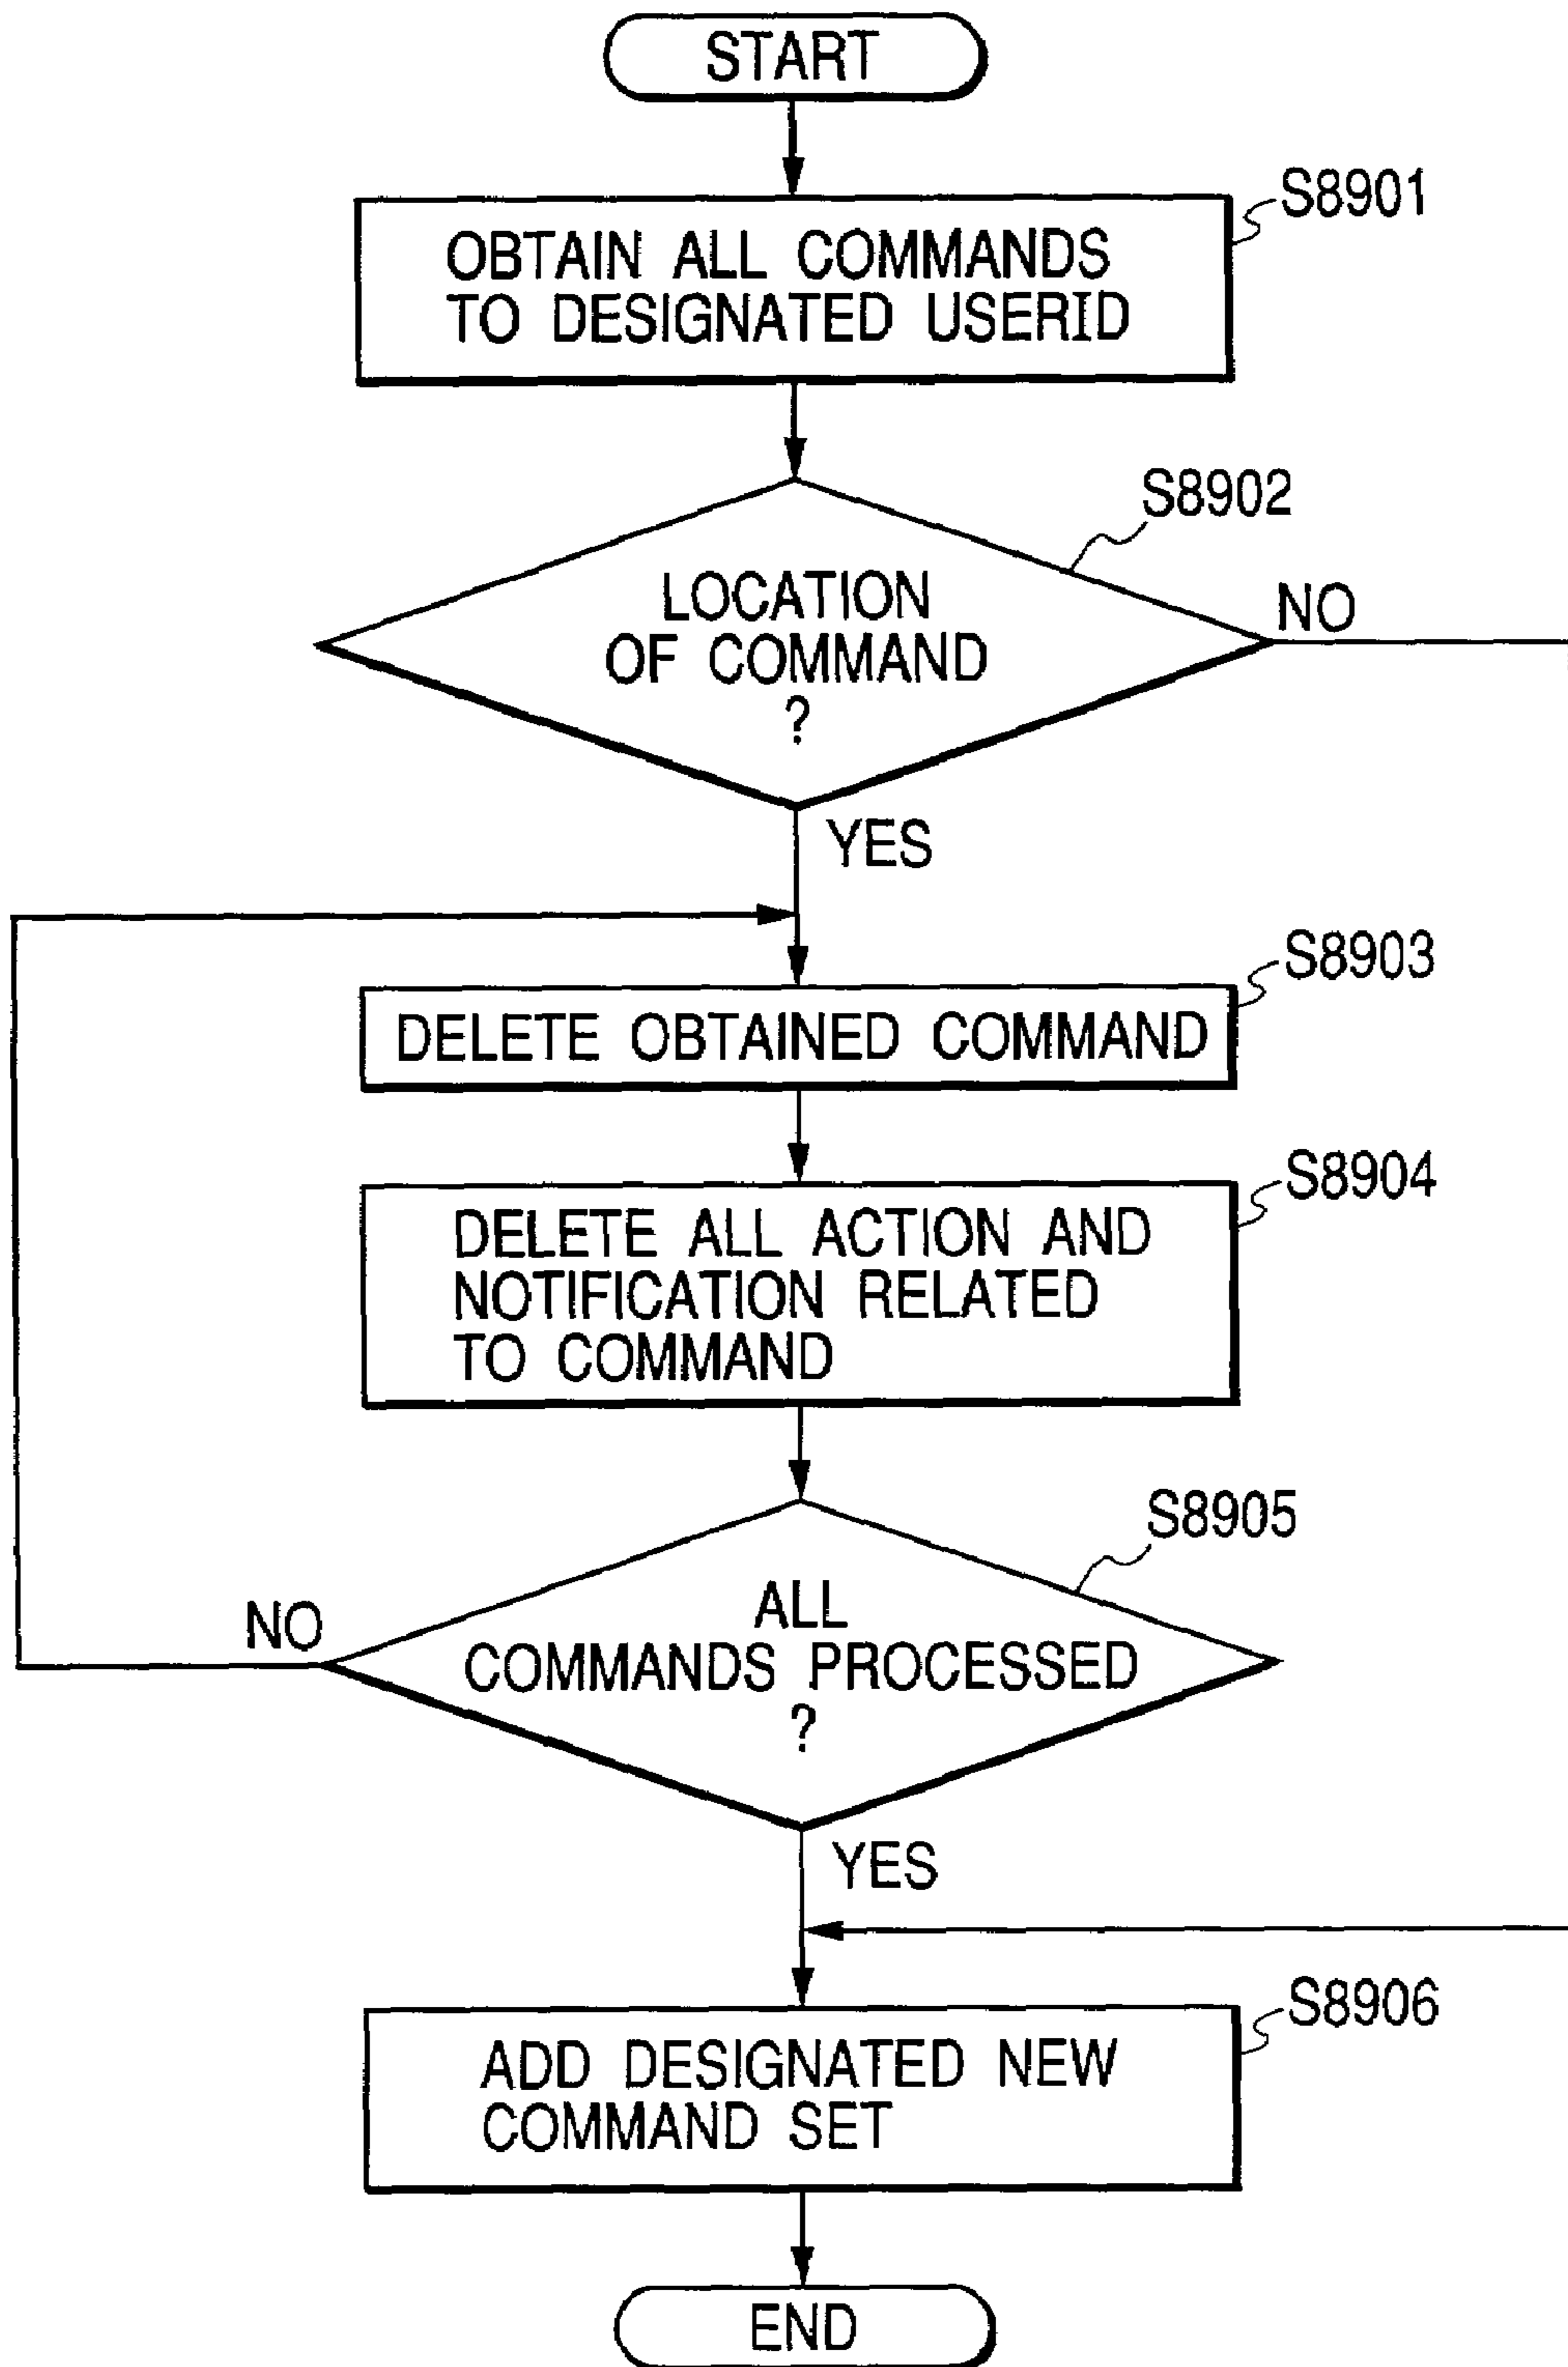 START
S8901
OBTAIN ALL COMMANDS
TO DESIGNATED USERID
S8902
LOCATION
OF COMMAND
?
NO
YES
S8903
DELETE OBTAINED COMMAND
S8904
DELETE ALL ACTION AND
NOTIFICATION RELATED
TO COMMAND
S8905
ALL
COMMANDS PROCESSED
?
NO
YES
S8906
ADD DESIGNATED NEW
COMMAND SET
END